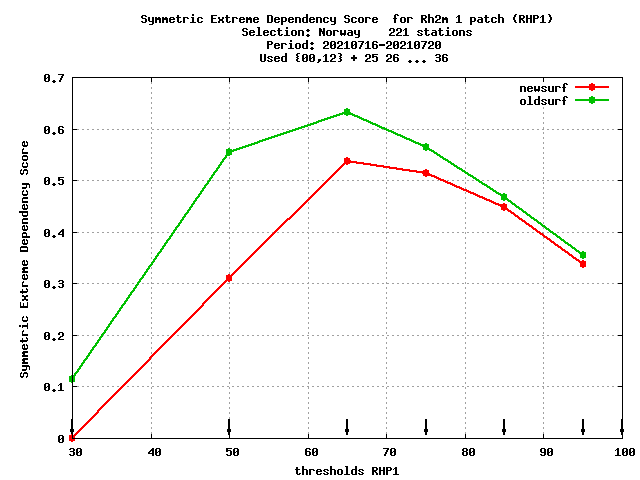 Symmetric Extreme Dependency Score  for Rh2m 1 patch (RHP1)
Selection: Norway    221 stations
Period: 20210716-20210720
Used {00,12} + 25 26 ... 36
newsurf
oldsurf
Symmetric Extreme Dependency Score
0.7
0.6
0.5
0.4
0.3
0.2
0.1
0
30 40 50 60 70 80 90 100
thresholds RHP1